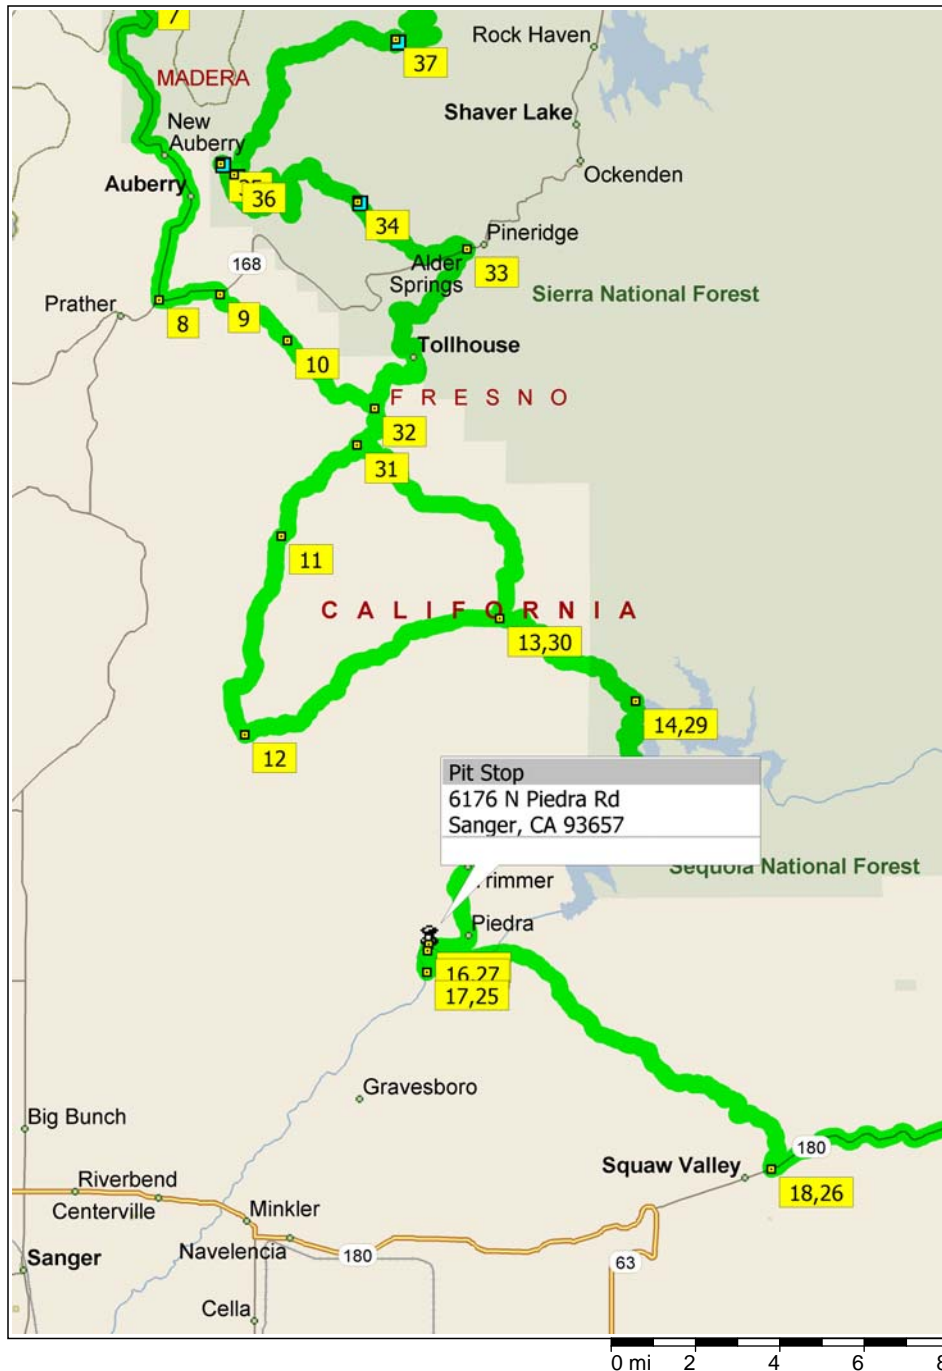 7
37
Rock Haven
MADERA
Shaver Lake
New
Auberry
Ockenden
Auberry
36
34
Pineridge
168
Alder
Springs
33
Sierra National Forest
Prather
8
9
10
Tollhouse
FRESNO
32
31
11
CALIFORNIA
13,30
14,29
12
Pit Stop
6176 N Piedra Rd
Sanger, CA 93657
Sequoia National Forest
Trimmer
Piedra
16,27
17,25
Gravesboro
Big Bunch
180
Squaw Valley
18,26
Riverbend
Centerville
Minkler
Navelencia
180
Sanger
63
Cella
0 mi 2 4 6 8